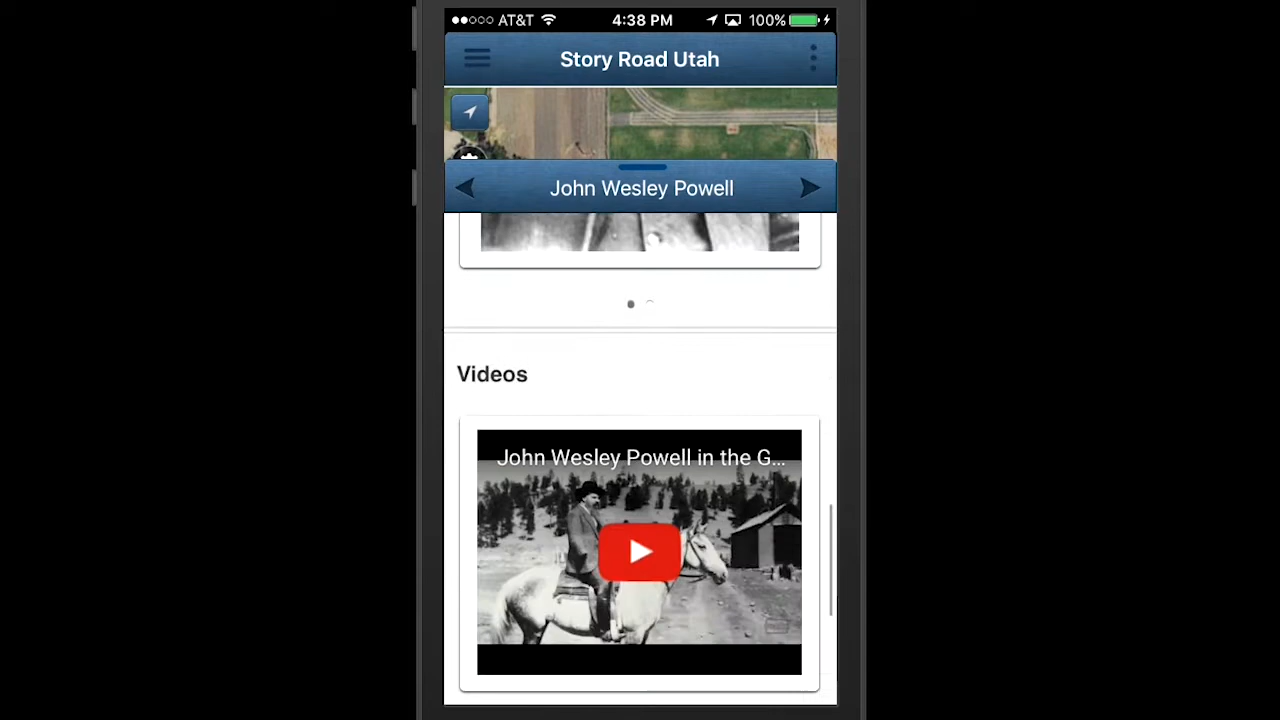 AT&T 4:38 PM 100%
Story Road Utah
John Wesley Powell
Videos
John Wesley Powell in the G...